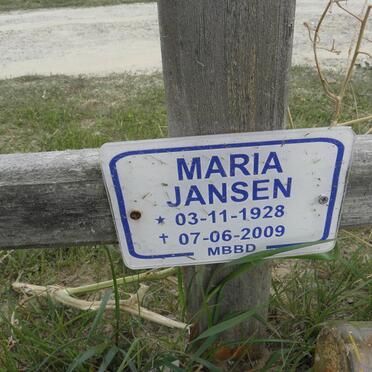 MARIA
JANSEN
★ 03-11-1928
✝ 07-06-2009
MBBD